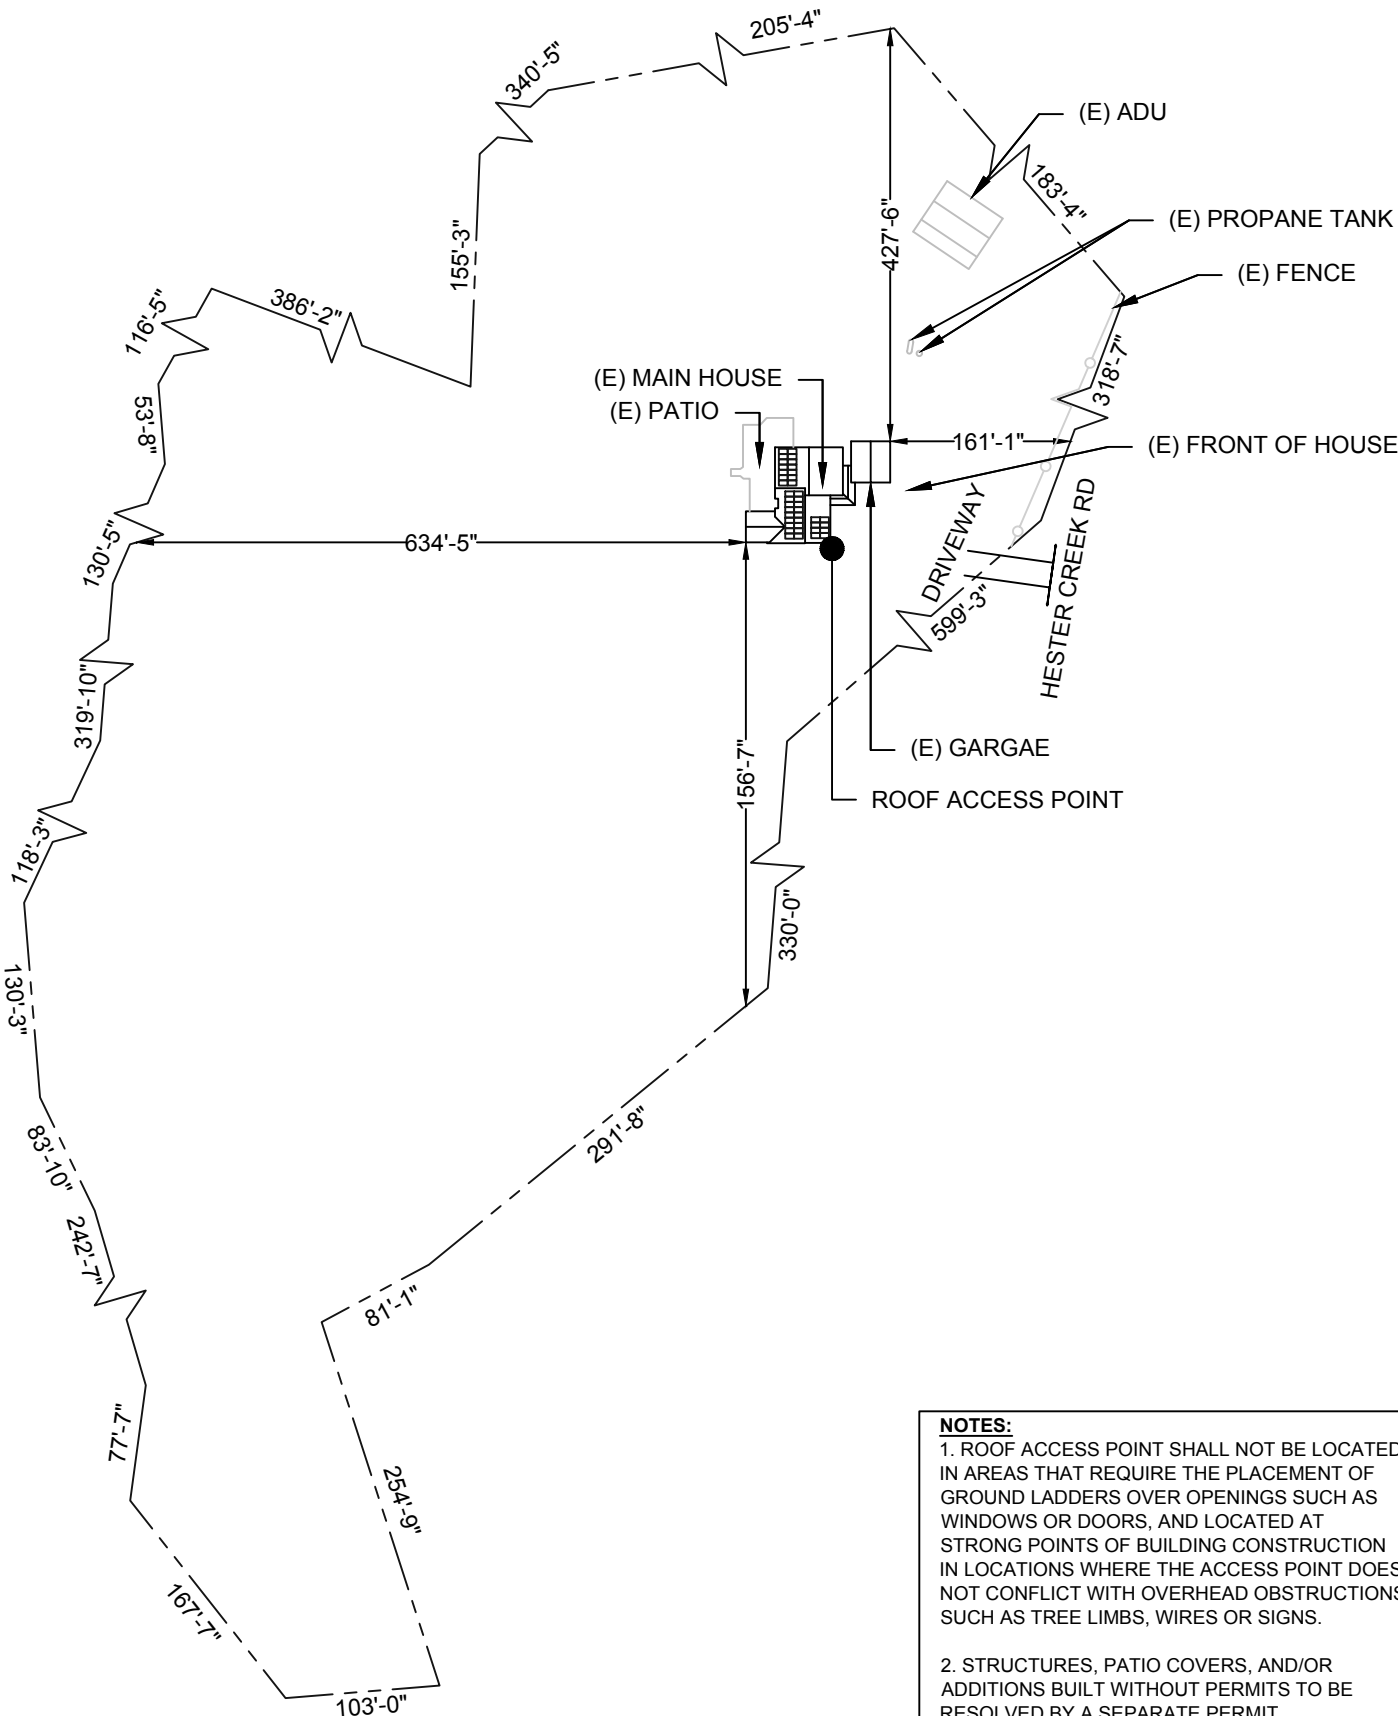 205'-4"
340'-5"
(E) ADU
183'-4"
427'-6"
(E) PROPANE TANK
155'-3"
(E) FENCE
386'-2"
116'-5"
318'-7"
(E) MAIN HOUSE
(E) PATIO
53'-8"
161'-1"
(E) FRONT OF HOUSE
DRIVEWAY
HESTER CREEK RD
634'-5"
130'-5"
599'-3"
319'-10"
(E) GARGAE
156'-7"
ROOF ACCESS POINT
118'-3"
330'-0"
130'-3"
291'-8"
83'-10"
242'-7"
81'-1"
77'-7"
254'-9"
167'-7"
103'-0"
NOTES:
1. ROOF ACCESS POINT SHALL NOT BE LOCATED
IN AREAS THAT REQUIRE THE PLACEMENT OF
GROUND LADDERS OVER OPENINGS SUCH AS
WINDOWS OR DOORS, AND LOCATED AT
STRONG POINTS OF BUILDING CONSTRUCTION
IN LOCATIONS WHERE THE ACCESS POINT DOES
NOT CONFLICT WITH OVERHEAD OBSTRUCTIONS
SUCH AS TREE LIMBS, WIRES OR SIGNS.
2. STRUCTURES, PATIO COVERS, AND/OR
ADDITIONS BUILT WITHOUT PERMITS TO BE
RESOLVED BY A SEPARATE PERMIT